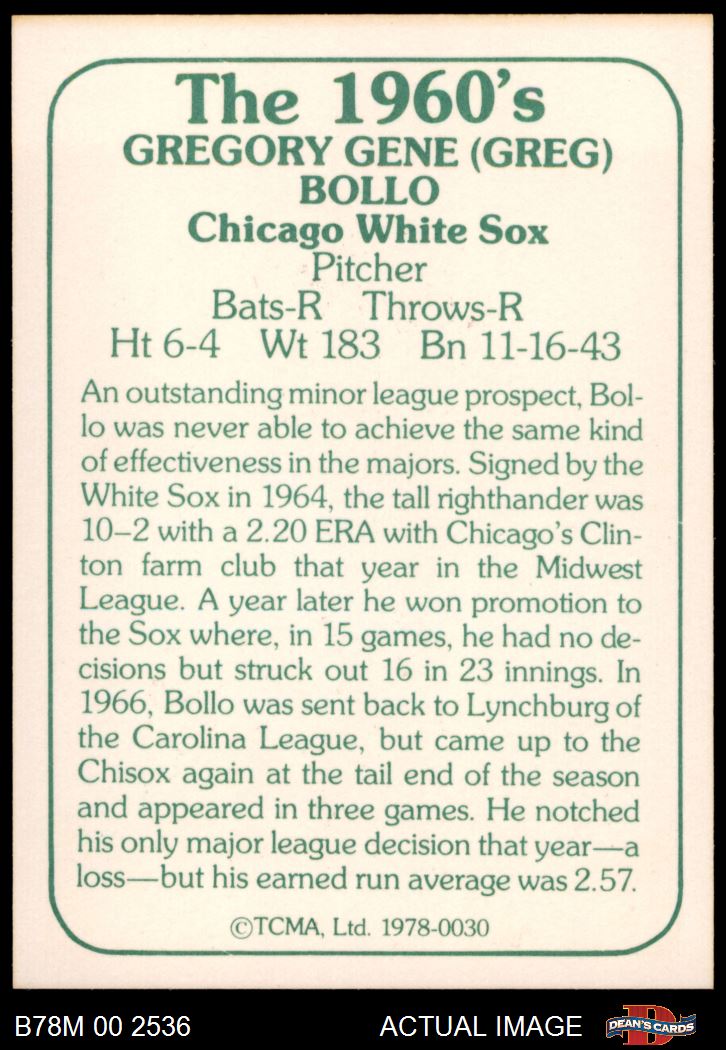 The 1960's
GREGORY GENE (GREG)
BOLLO
Chicago White Sox
Pitcher
Bats-R Throws-R
Ht 6-4 Wt 183 Bn 11-16-43
An outstanding minor league prospect, Bol-
lo was never able to achieve the same kind
of effectiveness in the majors. Signed by the
White Sox in 1964, the tall righthander was
10–2 with a 2.20 ERA with Chicago's Clin-
ton farm club that year in the Midwest
League. A year later he won promotion to
the Sox where, in 15 games, he had no de-
cisions but struck out 16 in 23 innings. In
1966, Bollo was sent back to Lynchburg of
the Carolina League, but came up to the
Chisox again at the tail end of the season
and appeared in three games. He notched
his only major league decision that year—a
loss—but his earned run average was 2.57.
©TCMA, Ltd. 1978-0030
B78M 00 2536 ACTUAL IMAGE DEAN'S CARDS